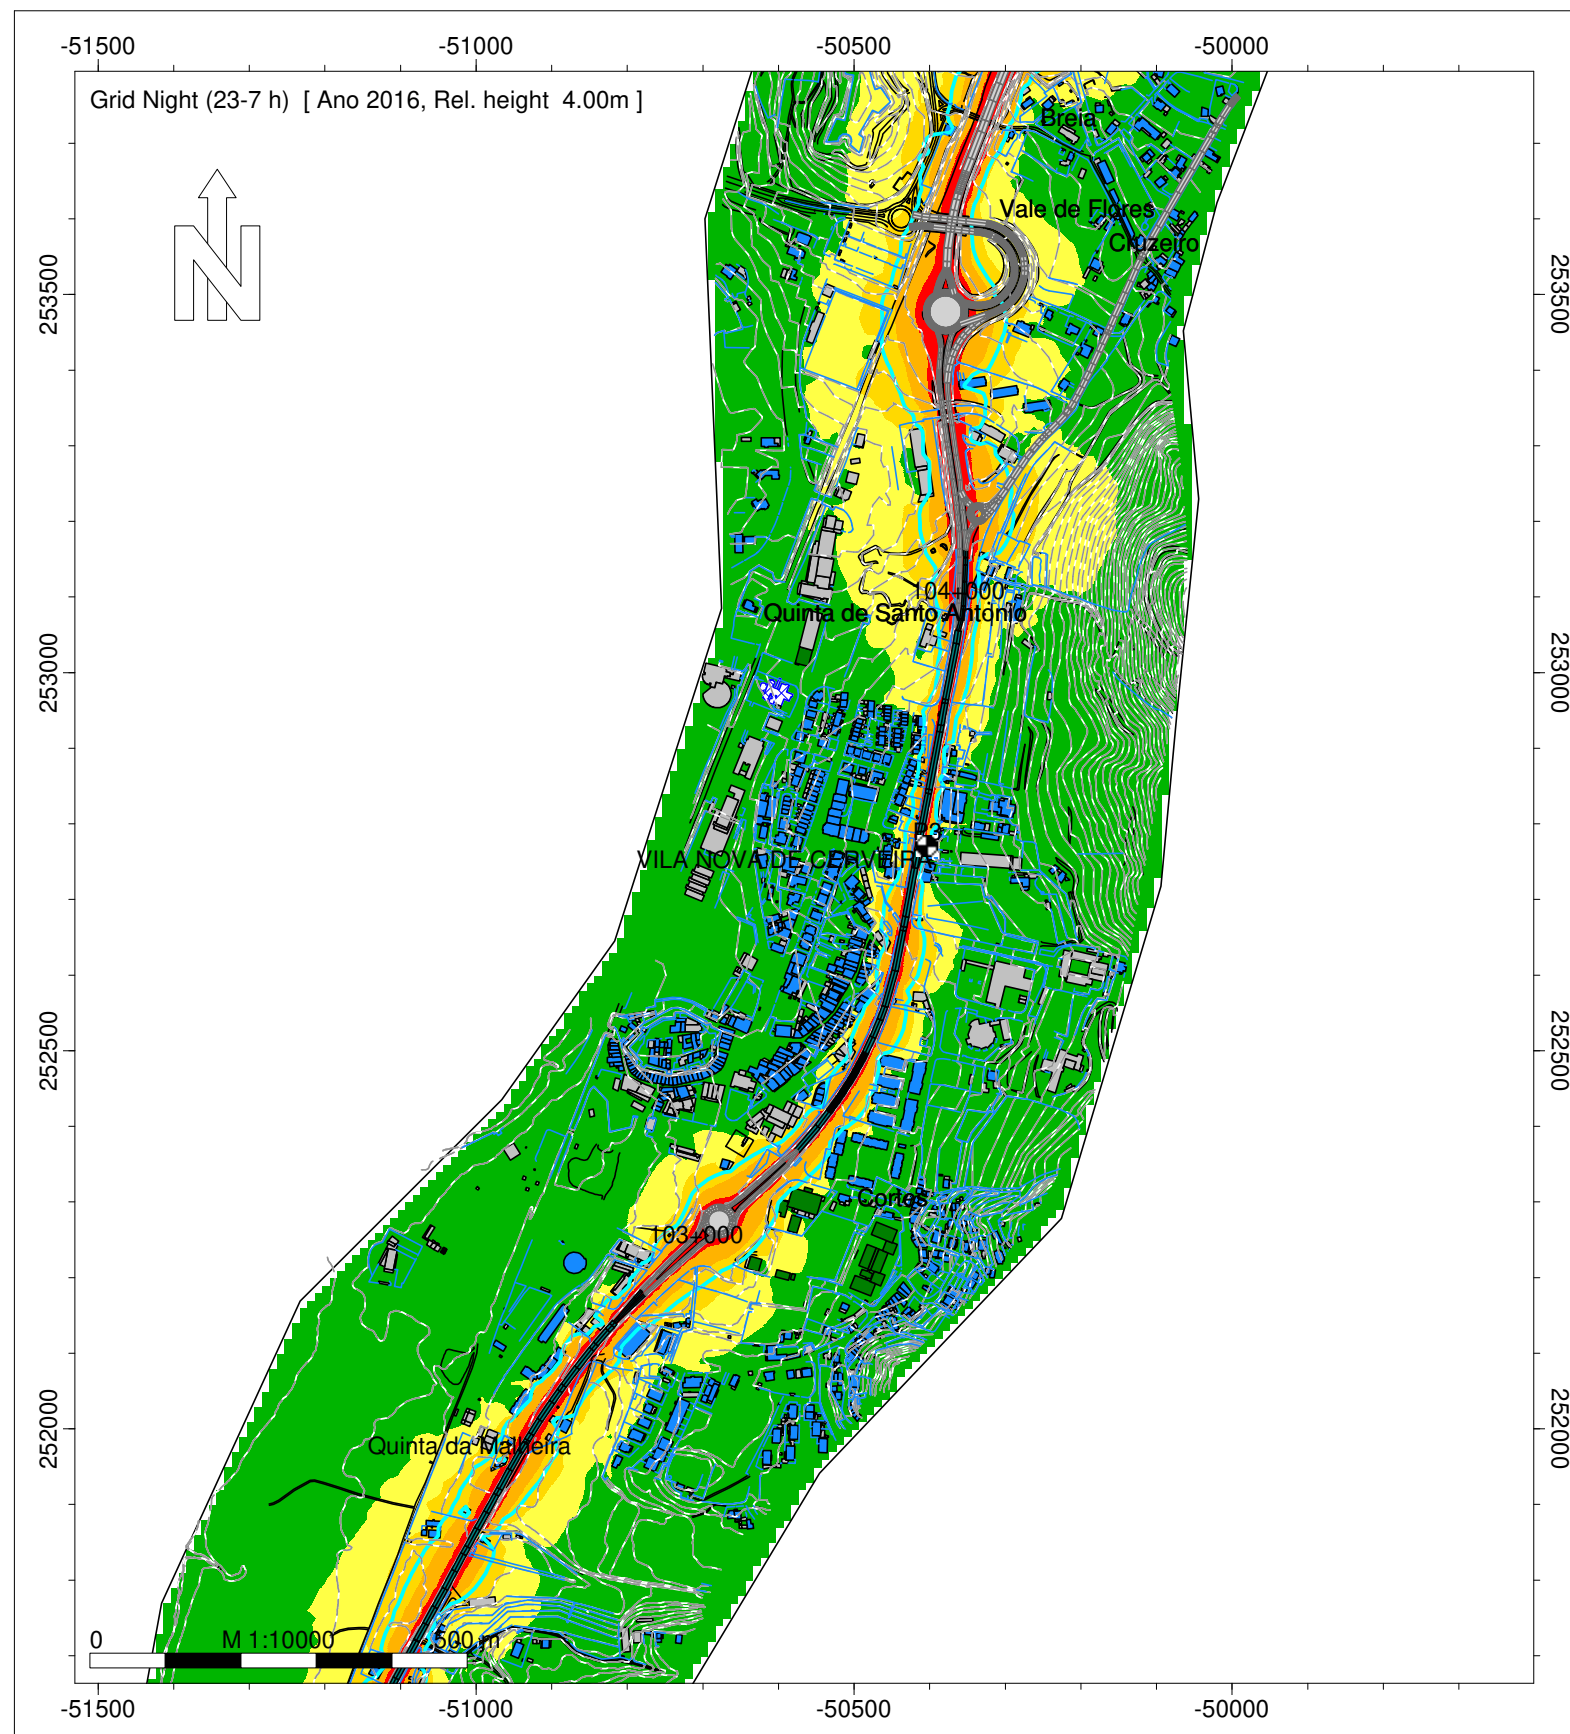 -51500 -51000 -50500 -50000
Grid Night (23-7 h) [ Ano 2016, Rel. height 4.00m ]
Breia
Vale de Flores
Cruzeiro
253500 253500
104+000
Quinta de Santo António
253000 253000
P3
VILA NOVA DE CERVEIRA
252500 252500
Cortes
103+000
252000 252000
Quinta da Malheira
0 M 1:10000 500 m
-51500 -51000 -50500 -50000